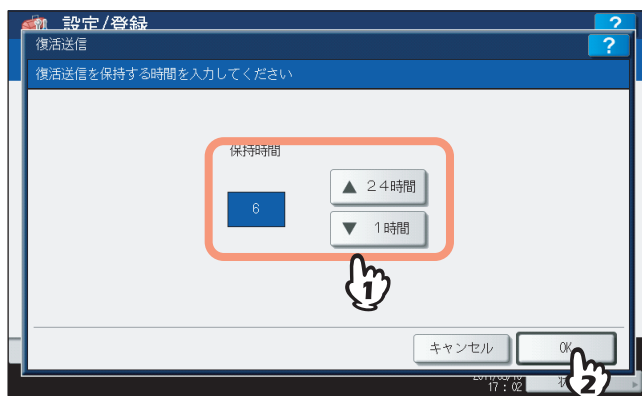 設定/登録
?
復活送信
?
復活送信を保持する時間を入力してください
保持時間
6
▲ 24時間
▼ 1時間
1
キャンセル
OK
2
17:02